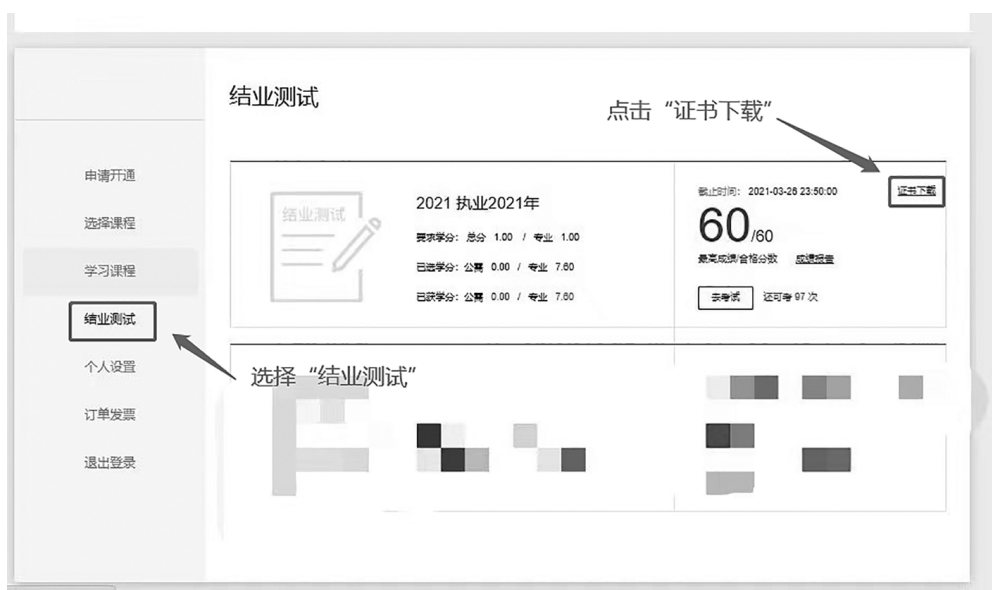 结业测试
点击“证书下载”
申请开通
选择课程
学习课程
结业测试
个人设置
订单发票
退出登录
结业测试
2021 执业2021年
要求学分：总分 1.00 / 专业 1.00
已选学分：公需 0.00 / 专业 7.60
已获学分：公需 0.00 / 专业 7.60
截止时间：2021-03-26 23:50:00
证书下载
60/60
最高成绩/合格分数 成绩报告
去考试 还可考 97 次
选择“结业测试”